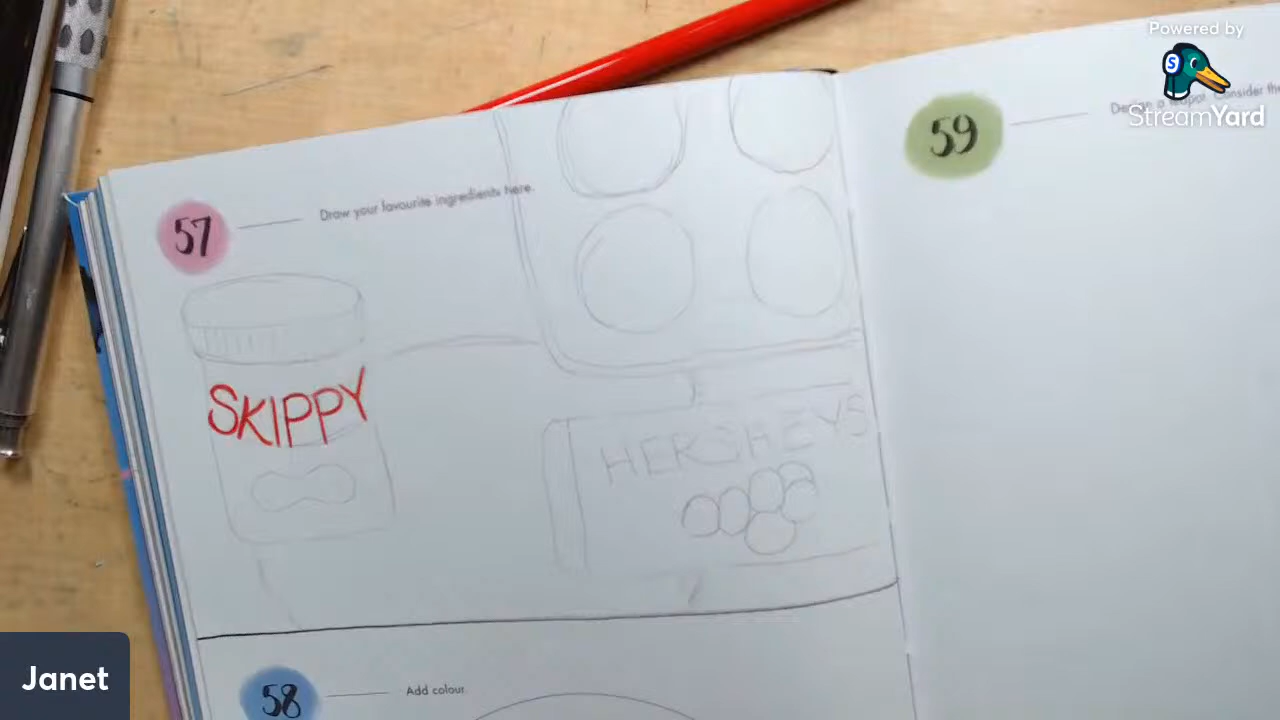 Powered by
S
StreamYard
57
Draw your favourite ingredients here.
SKIPPY
HERSHEYS
59
Design a Consider the
58
Add colour.
Janet